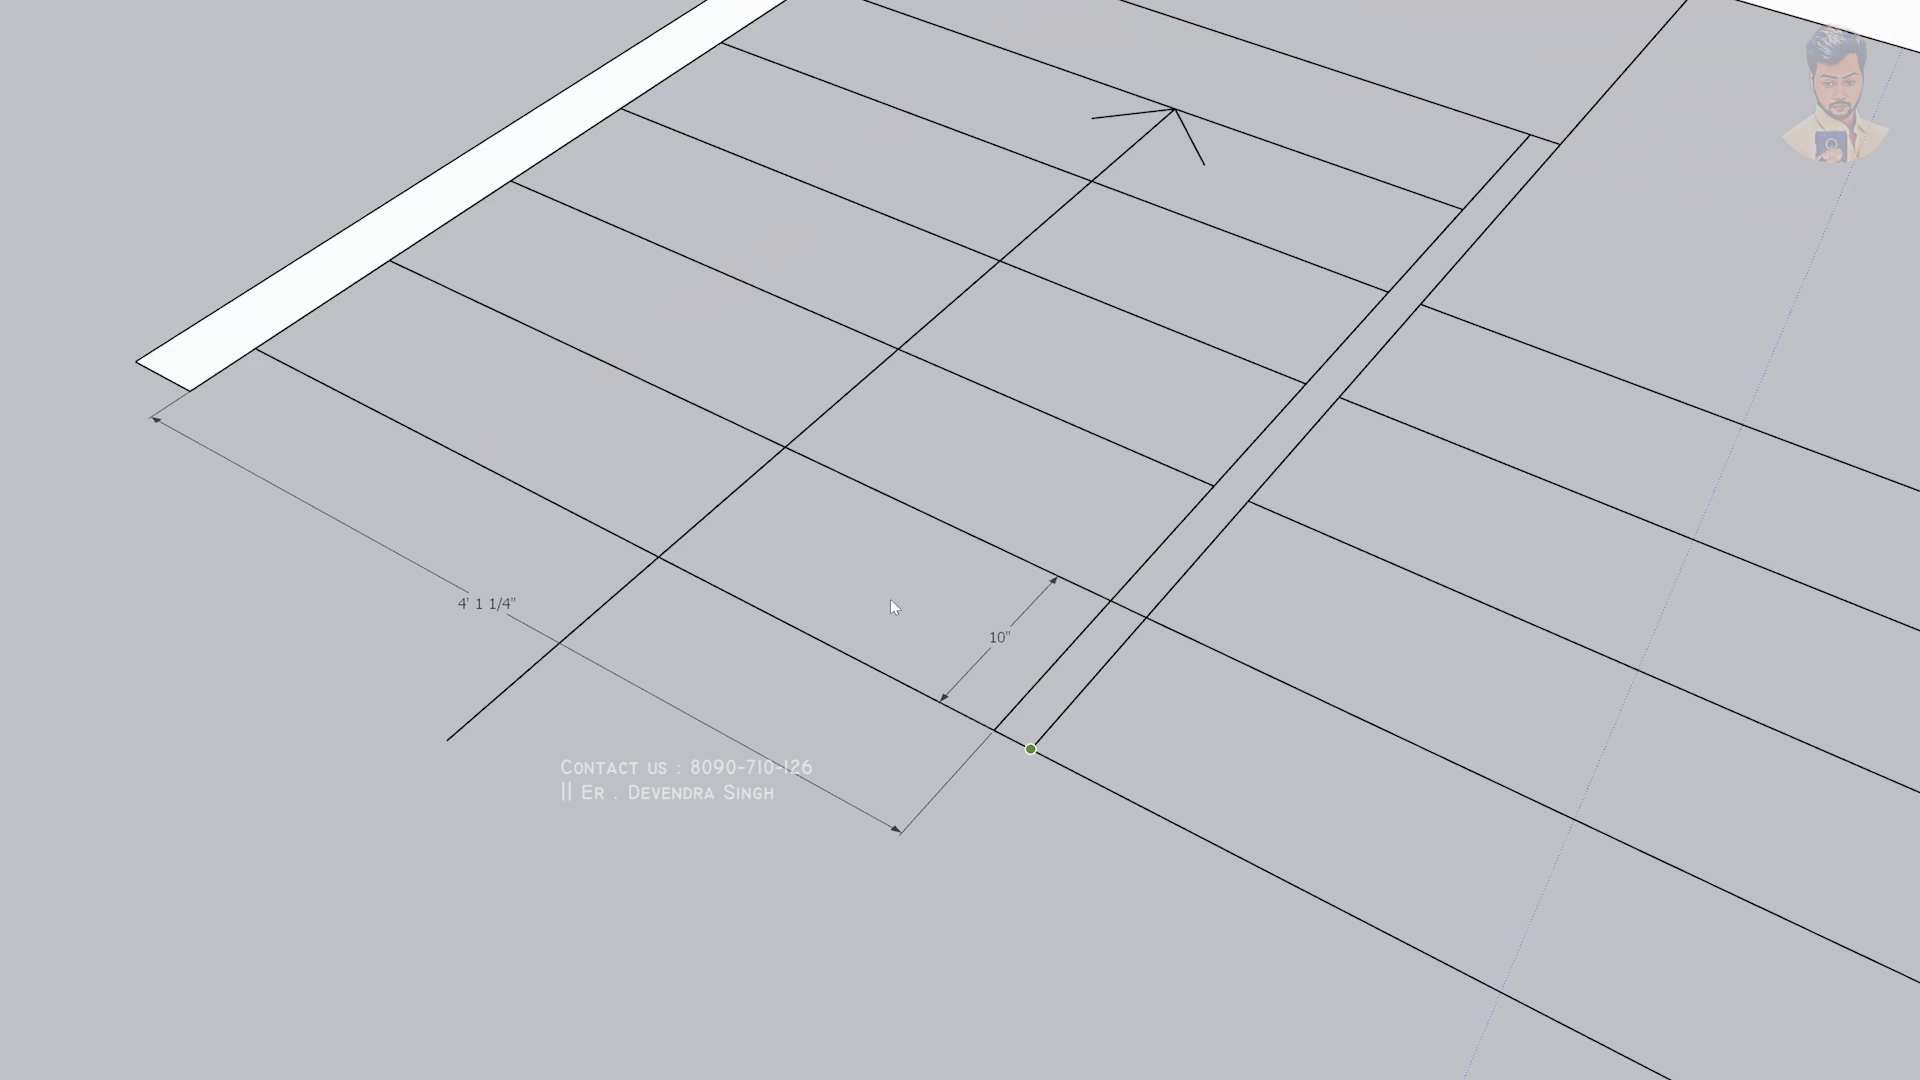 4' 1 1/4"
10"
Contact us : 8090-710-126
|| Er . Devendra Singh